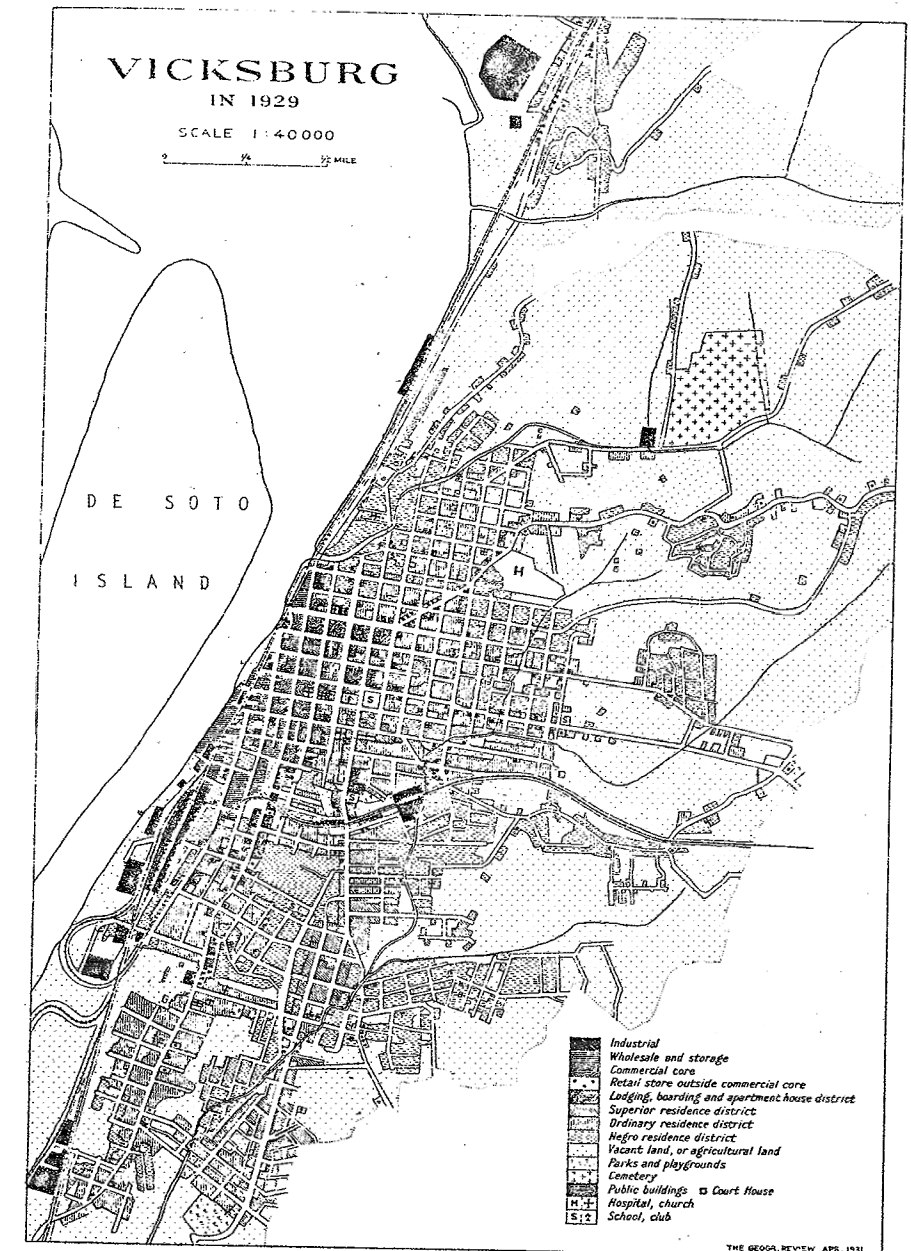 VICKSBURG
IN 1929
SCALE 1:40000
0 1/4 1/2 MILE
DE SOTO
ISLAND
H
S
Industrial
Wholesale and storage
Commercial core
Retail store outside commercial core
Lodging, boarding and apartment house district
Superior residence district
Ordinary residence district
Negro residence district
Vacant land, or agricultural land
Parks and playgrounds
Cemetery
Public buildings Court House
H Hospital, church
S School, club
THE GEOGR. REVIEW, APR. 1931